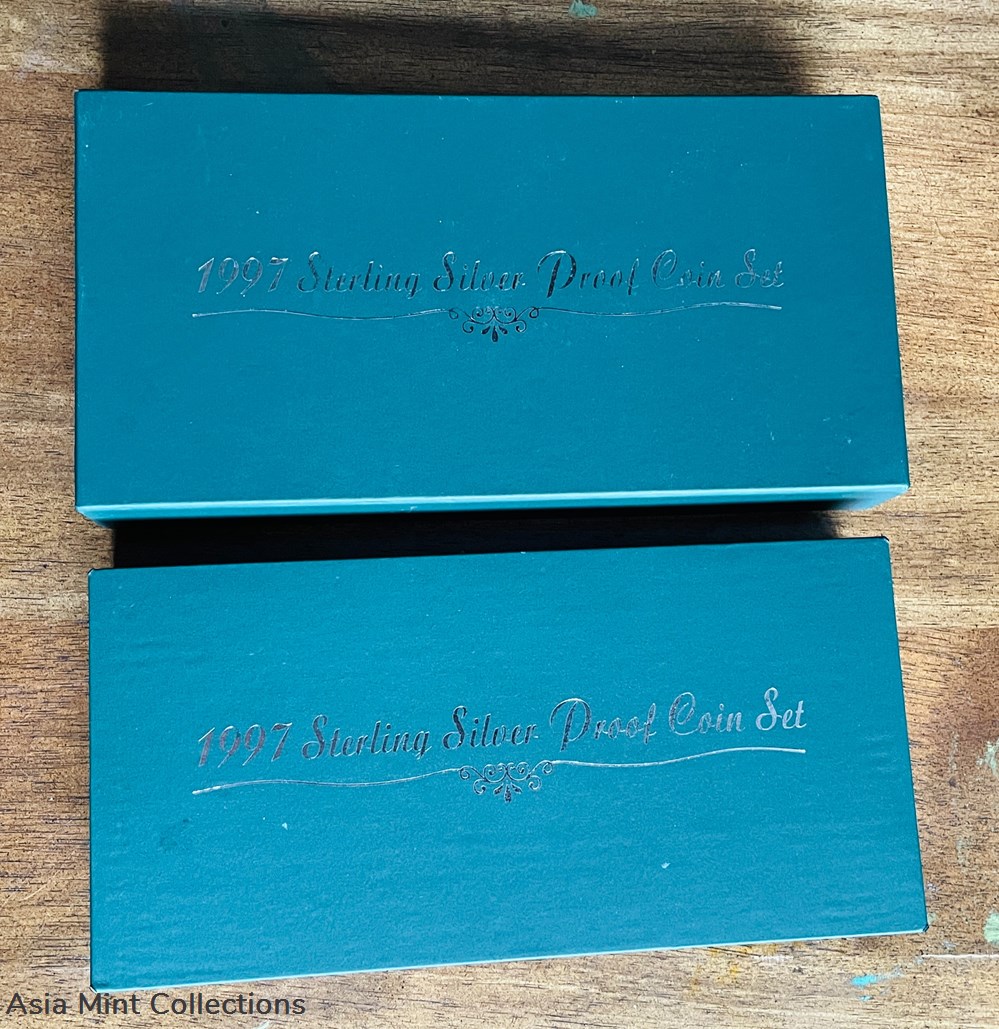 1997 Sterling Silver Proof Coin Set
1997 Sterling Silver Proof Coin Set
Asia Mint Collections